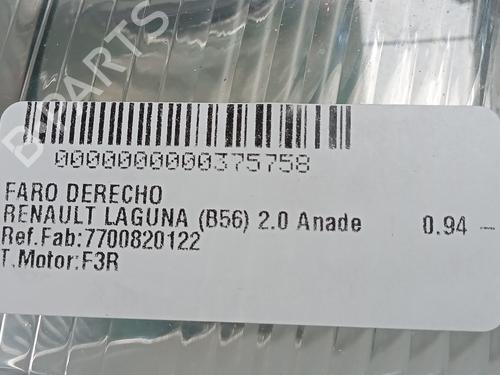 0000000000375758
FARO DERECHO
RENAULT LAGUNA (B56) 2.0 Anade 0.94 -
Ref.Fab:7700820122
T.Motor:F3R